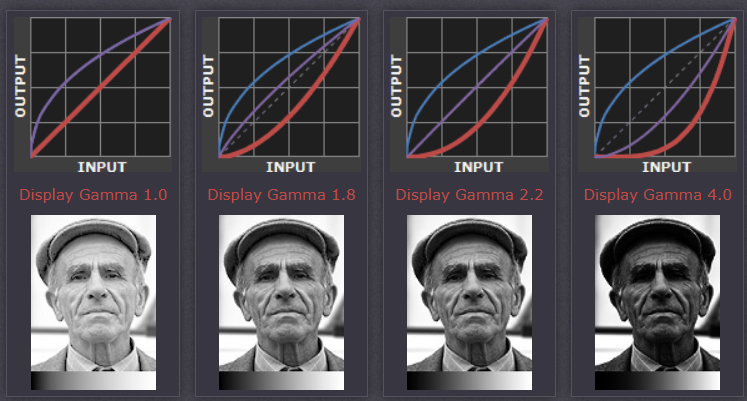 OUTPUT
INPUT
Display Gamma 1.0
OUTPUT
INPUT
Display Gamma 1.8
OUTPUT
INPUT
Display Gamma 2.2
OUTPUT
INPUT
Display Gamma 4.0